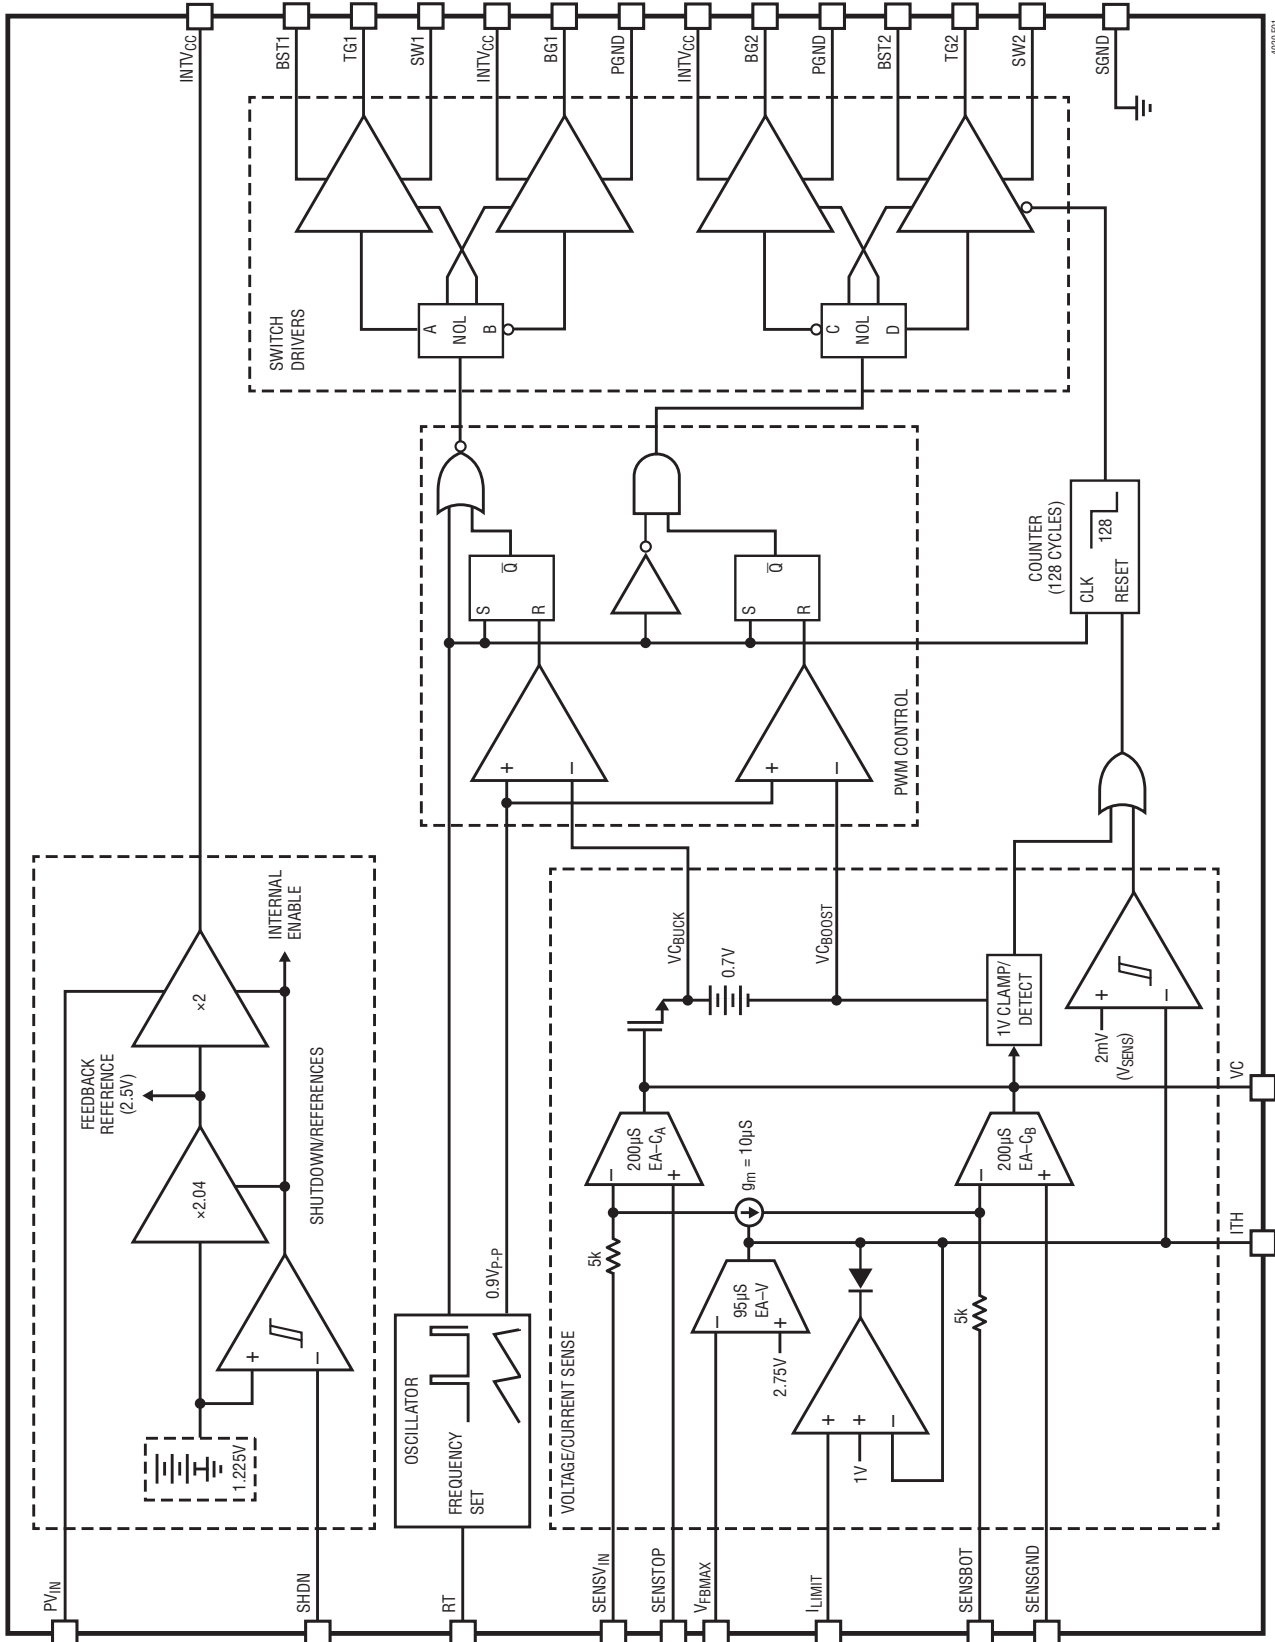 INTVCC
BST1
TG1
SW1
INTVCC
BG1
PGND
INTVCC
BG2
PGND
BST2
TG2
SW2
SGND
SWITCH
DRIVERS
A
NOL
B
C
NOL
D
PWM CONTROL
S
R
Q̅
S
R
Q̅
+
–
+
–
COUNTER
(128 CYCLES)
CLK
RESET
128
INTERNAL
ENABLE
×2
FEEDBACK
REFERENCE
(2.5V)
×2.04
SHUTDOWN/REFERENCES
+
–
1.225V
0.9VP-P
OSCILLATOR
FREQUENCY
SET
VCBUCK
0.7V
VCBOOST
1V CLAMP/
DETECT
+
–
2mV
(VSENS)
–
200µS
EA–CA
+
gm = 10µS
–
200µS
EA–CB
+
5k
–
95µS
EA–V
+
2.75V
5k
+
+
–
1V
VOLTAGE/CURRENT SENSE
VC
ITH
PVIN
SHDN
RT
SENSVIN
SENSTOP
VFBMAX
ILIMIT
SENSBOT
SENSGND